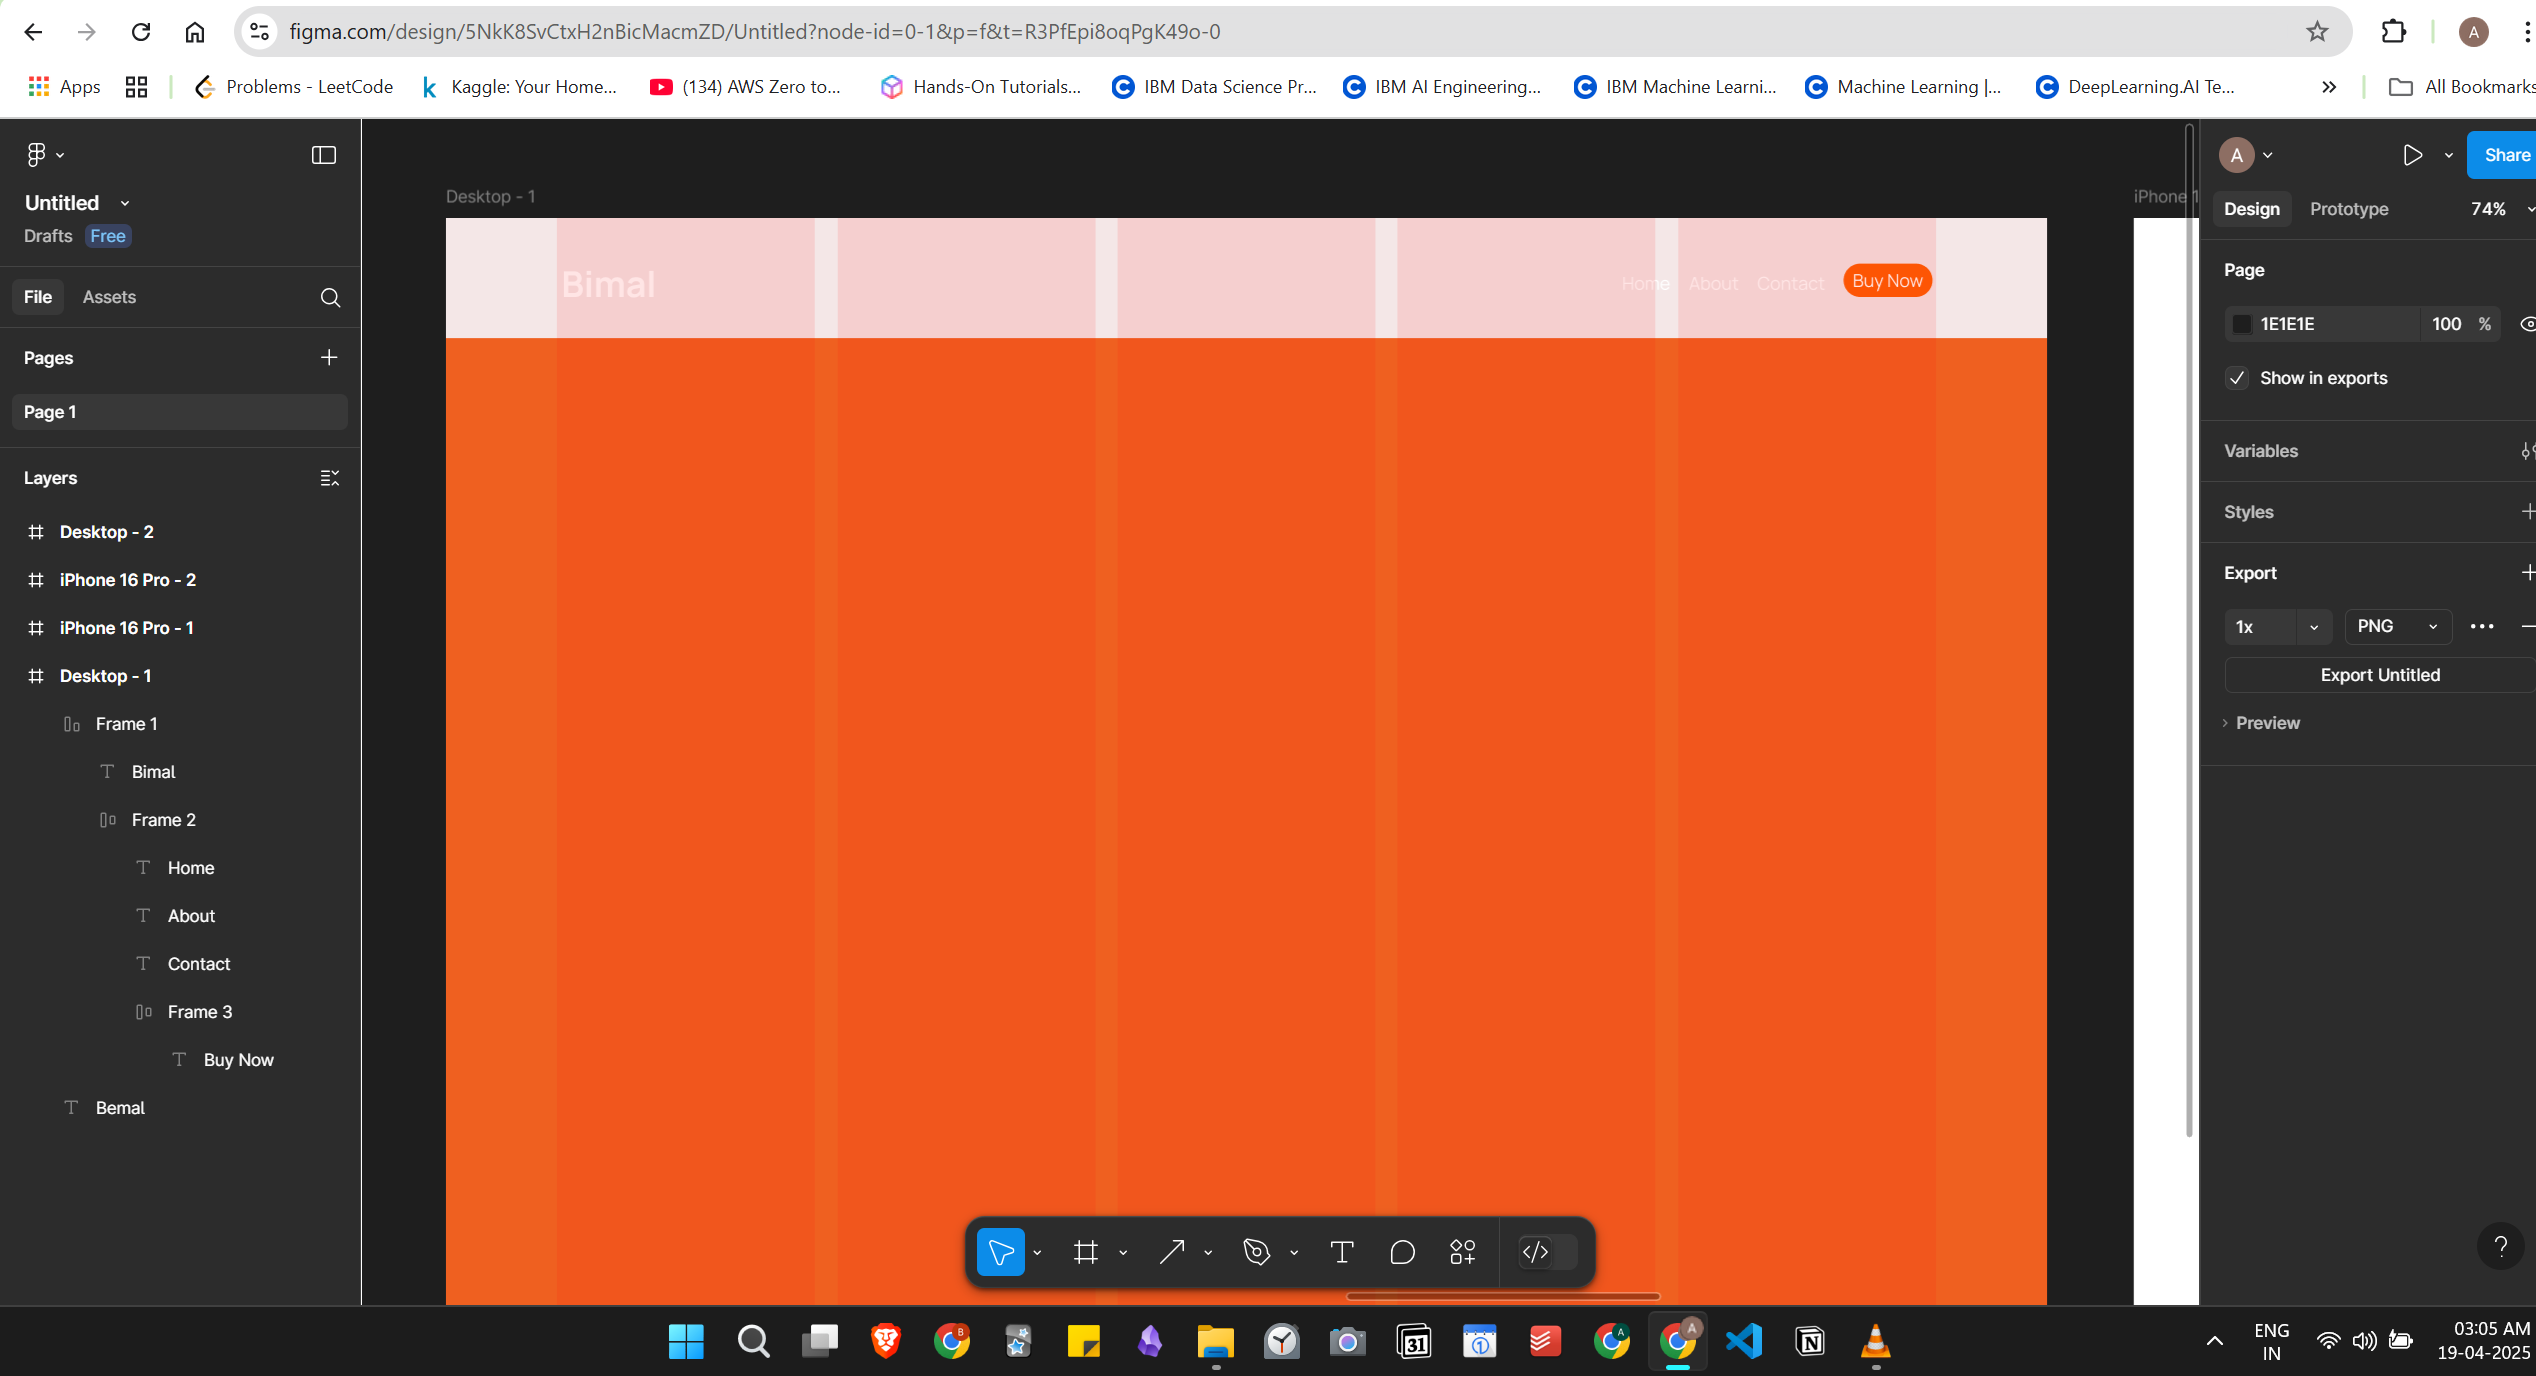 figma.com/design/5NkK8SvCtxH2nBicMacmZD/Untitled?node-id=0-1&p=f&t=R3PfEpi8oqPgK49o-0
A
Apps
Problems - LeetCode
Kaggle: Your Home...
(134) AWS Zero to...
Hands-On Tutorials...
IBM Data Science Pr...
IBM AI Engineering...
IBM Machine Learni...
Machine Learning |...
DeepLearning.AI Te...
All Bookmarks
Untitled
Drafts Free
File Assets
Pages
Page 1
Layers
Desktop - 2
iPhone 16 Pro - 2
iPhone 16 Pro - 1
Desktop - 1
Frame 1
Bimal
Frame 2
Home
About
Contact
Frame 3
Buy Now
Bemal
Desktop - 1
Bimal
Home About Contact Buy Now
iPhone 1
A
Share
Design Prototype 74%
Page
1E1E1E 100 %
Show in exports
Variables
Styles
Export
1x PNG
Export Untitled
Preview
?
ENG
IN
03:05 AM
19-04-2025